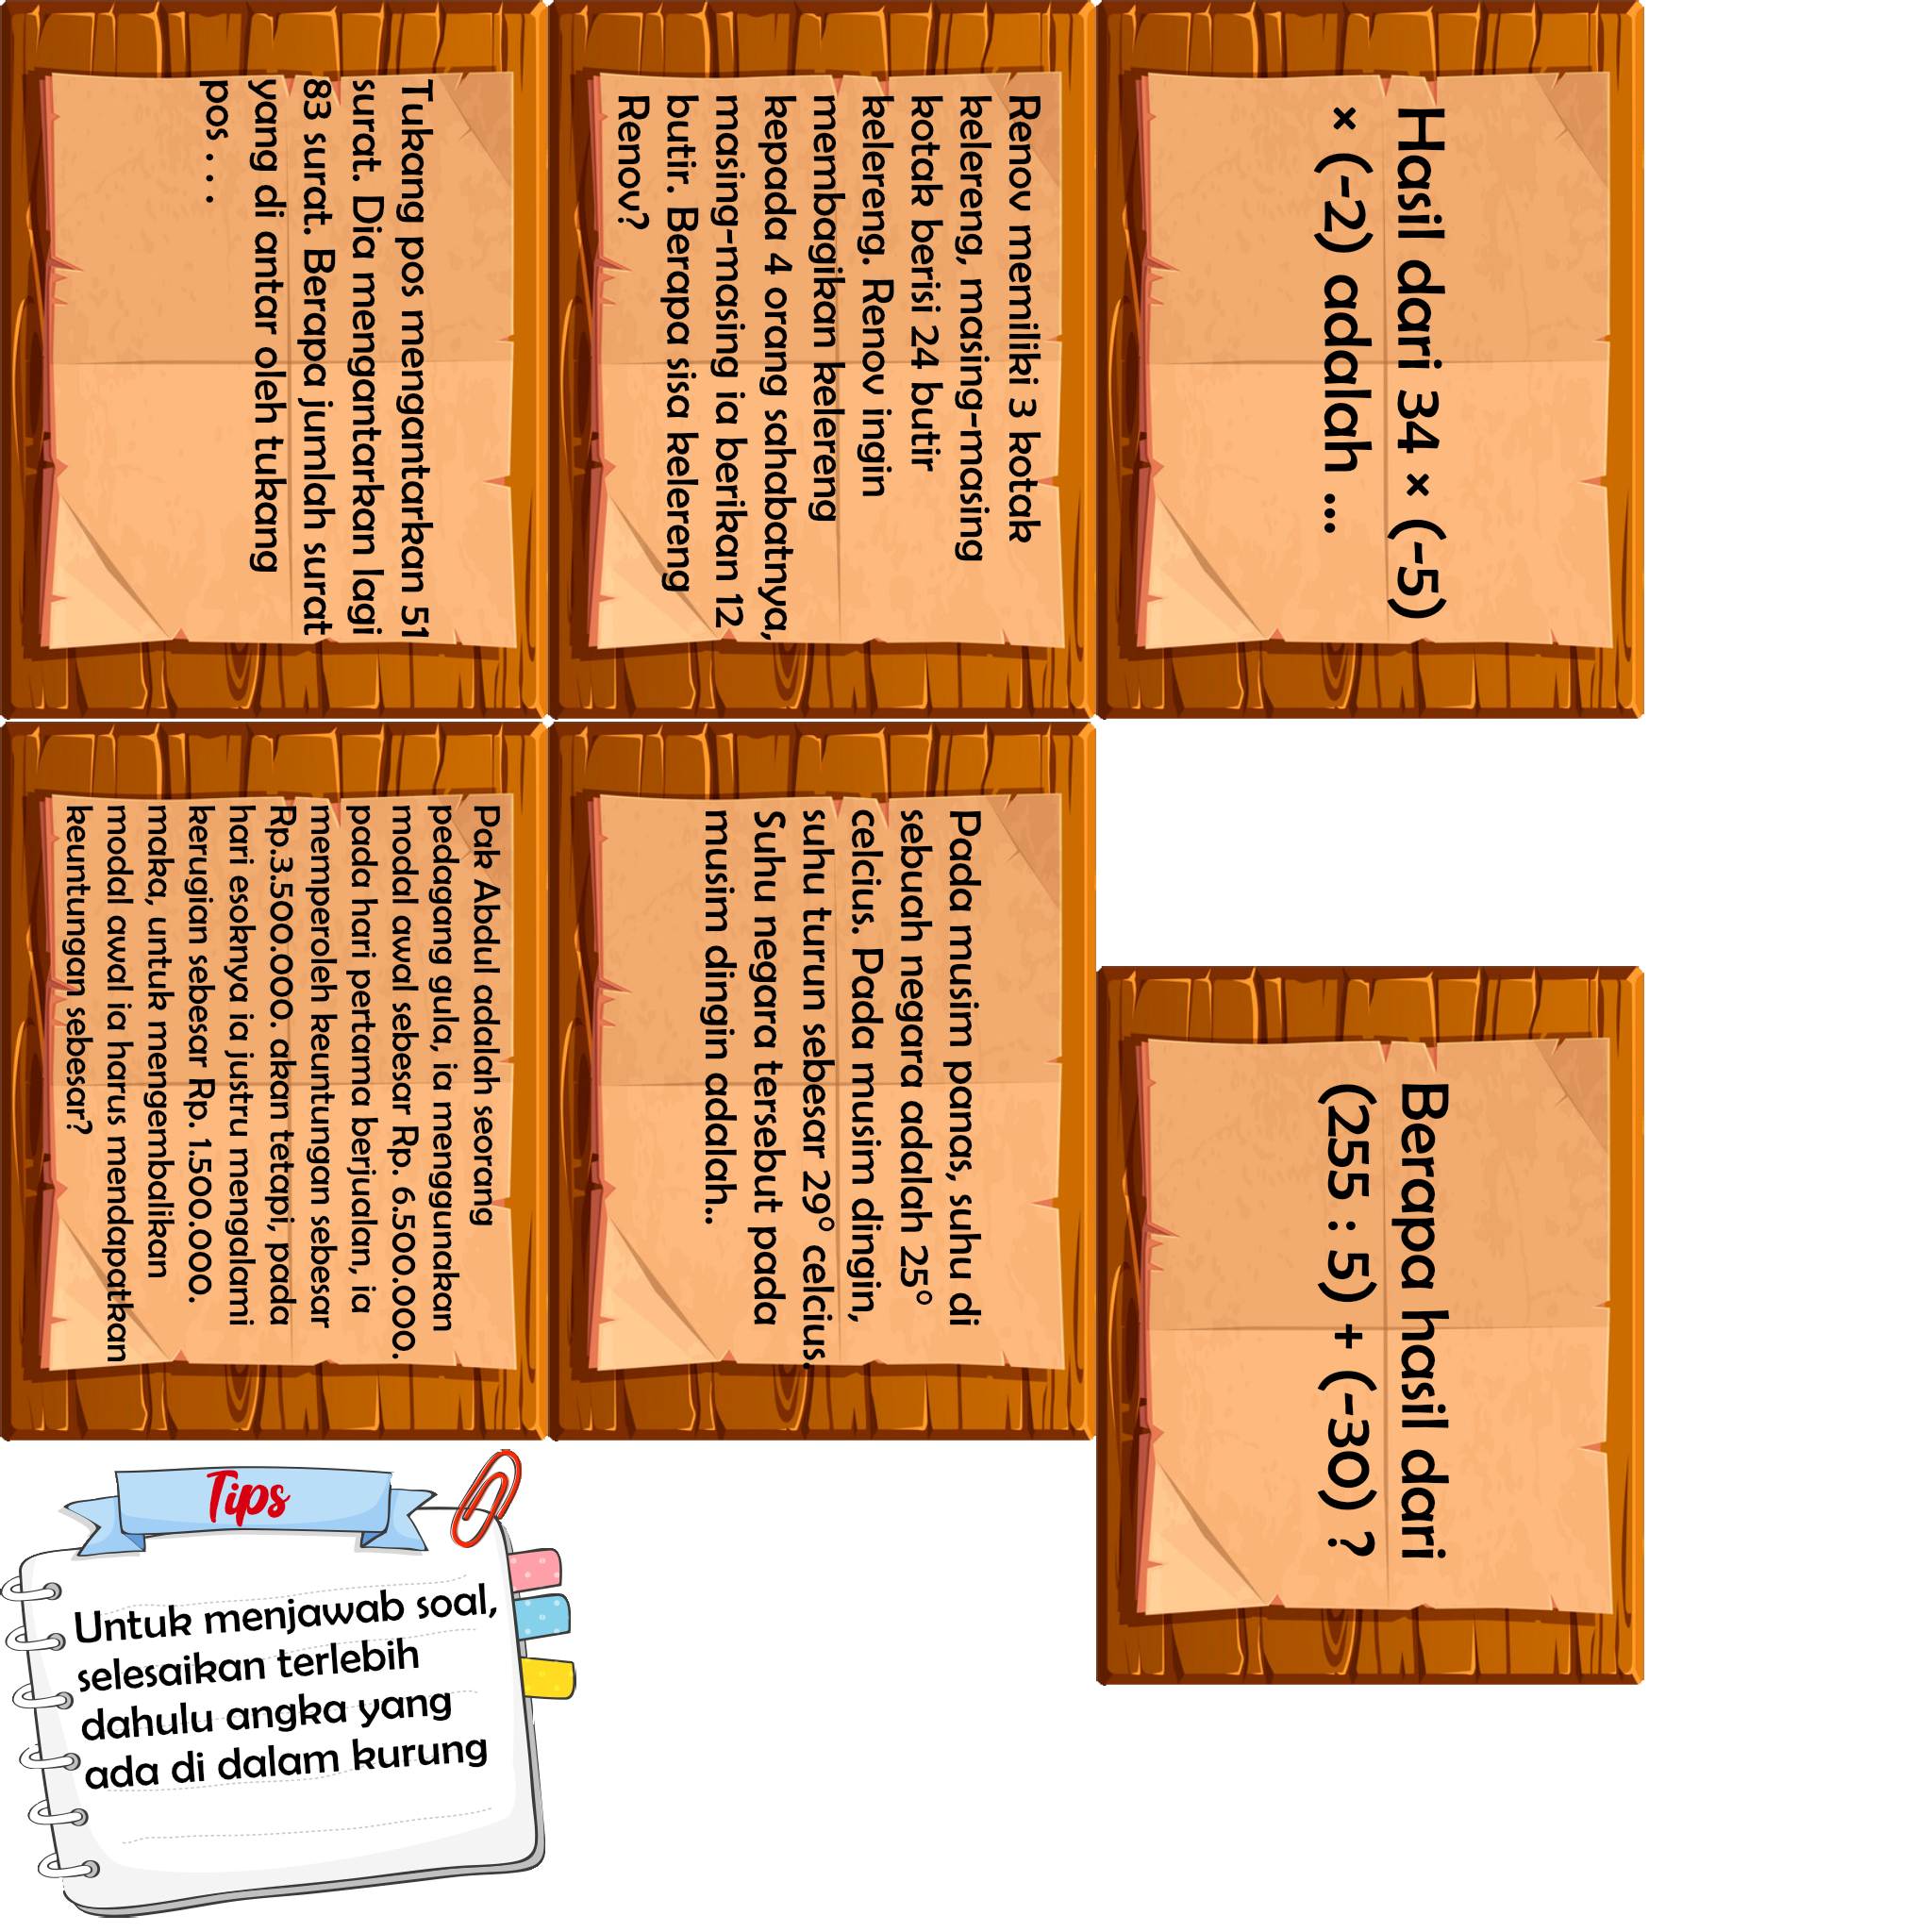 Tukang pos mengantarkan 51
surat. Dia mengantarkan lagi
83 surat. Berapa jumlah surat
yang di antar oleh tukang
pos . . . .
Renov memiliki 3 kotak
kelereng, masing-masing
kotak berisi 24 butir
kelereng. Renov ingin
membagikan kelereng
kepada 4 orang sahabatnya,
masing-masing ia berikan 12
butir. Berapa sisa kelereng
Renov?
Hasil dari 34 × (-5)
× (-2) adalah ...
Pak Abdul adalah seorang
pedagang gula, ia menggunakan
modal awal sebesar Rp. 6.500.000.
pada hari pertama berjualan, ia
memperoleh keuntungan sebesar
Rp.3.500.000. akan tetapi, pada
hari esoknya ia justru mengalami
kerugian sebesar Rp. 1.500.000.
maka, untuk mengembalikan
modal awal ia harus mendapatkan
keuntungan sebesar?
Pada musim panas, suhu di
sebuah negara adalah 25°
celcius. Pada musim dingin,
suhu turun sebesar 29° celcius.
Suhu negara tersebut pada
musim dingin adalah..
Berapa hasil dari
(255 : 5) + (-30) ?
Tips
Untuk menjawab soal,
selesaikan terlebih
dahulu angka yang
ada di dalam kurung